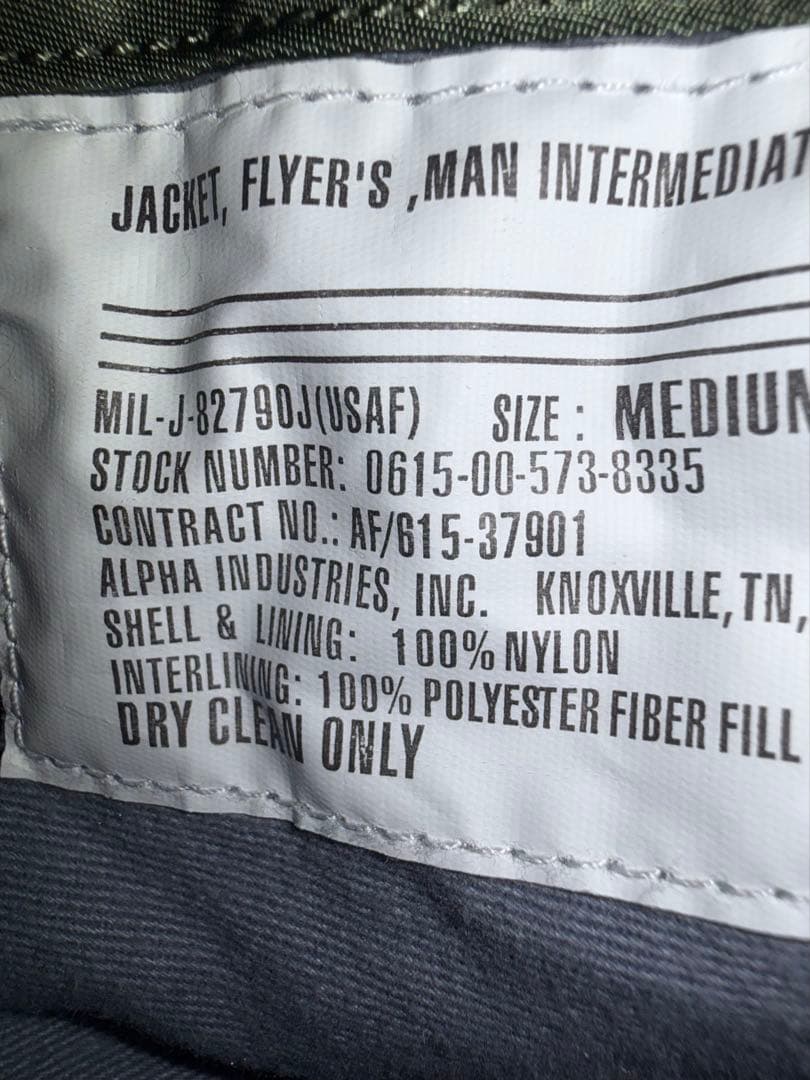 JACKET, FLYER'S ,MAN INTERMEDIAT
MIL-J-82790J(USAF) SIZE : MEDIUM
STOCK NUMBER: 0615-00-573-8335
CONTRACT NO.: AF/615-37901
ALPHA INDUSTRIES, INC. KNOXVILLE, TN,
SHELL & LINING: 100% NYLON
INTERLINING: 100% POLYESTER FIBER FILL
DRY CLEAN ONLY